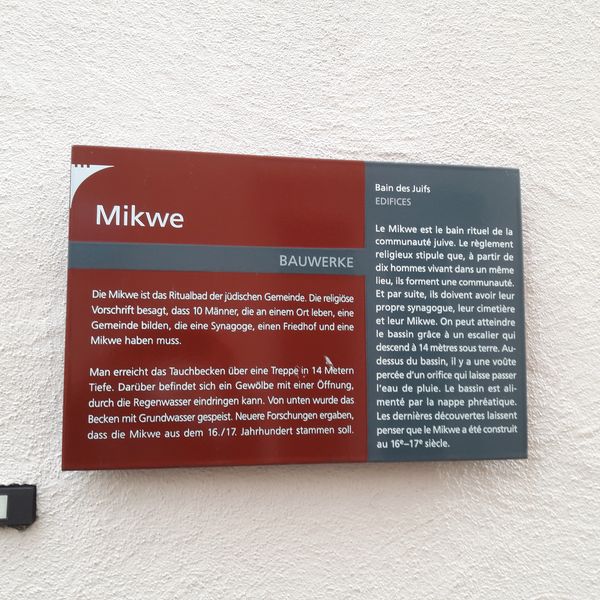 Mikwe
BAUWERKE
Die Mikwe ist das Ritualbad der jüdischen Gemeinde. Die religiöse
Vorschrift besagt, dass 10 Männer, die an einem Ort leben, eine
Gemeinde bilden, die eine Synagoge, einen Friedhof und eine
Mikwe haben muss.
Man erreicht das Tauchbecken über eine Treppe in 14 Metern
Tiefe. Darüber befindet sich ein Gewölbe mit einer Öffnung,
durch die Regenwasser eindringen kann. Von unten wurde das
Becken mit Grundwasser gespeist. Neuere Forschungen ergaben,
dass die Mikwe aus dem 16./17. Jahrhundert stammen soll.
Bain des Juifs
EDIFICES
Le Mikwe est le bain rituel de la
communauté juive. Le règlement
religieux stipule que, à partir de
dix hommes vivant dans un même
lieu, ils forment une communauté.
Et par suite, ils doivent avoir leur
propre synagogue, leur cimetière
et leur Mikwe. On peut atteindre
le bassin grâce à un escalier qui
descend à 14 mètres sous terre. Au-
dessus du bassin, il y a une voûte
percée d'un orifice qui laisse passer
l'eau de pluie. Le bassin est ali-
menté par la nappe phréatique.
Les dernières découvertes laissent
penser que le Mikwe a été construit
au 16e–17e siècle.